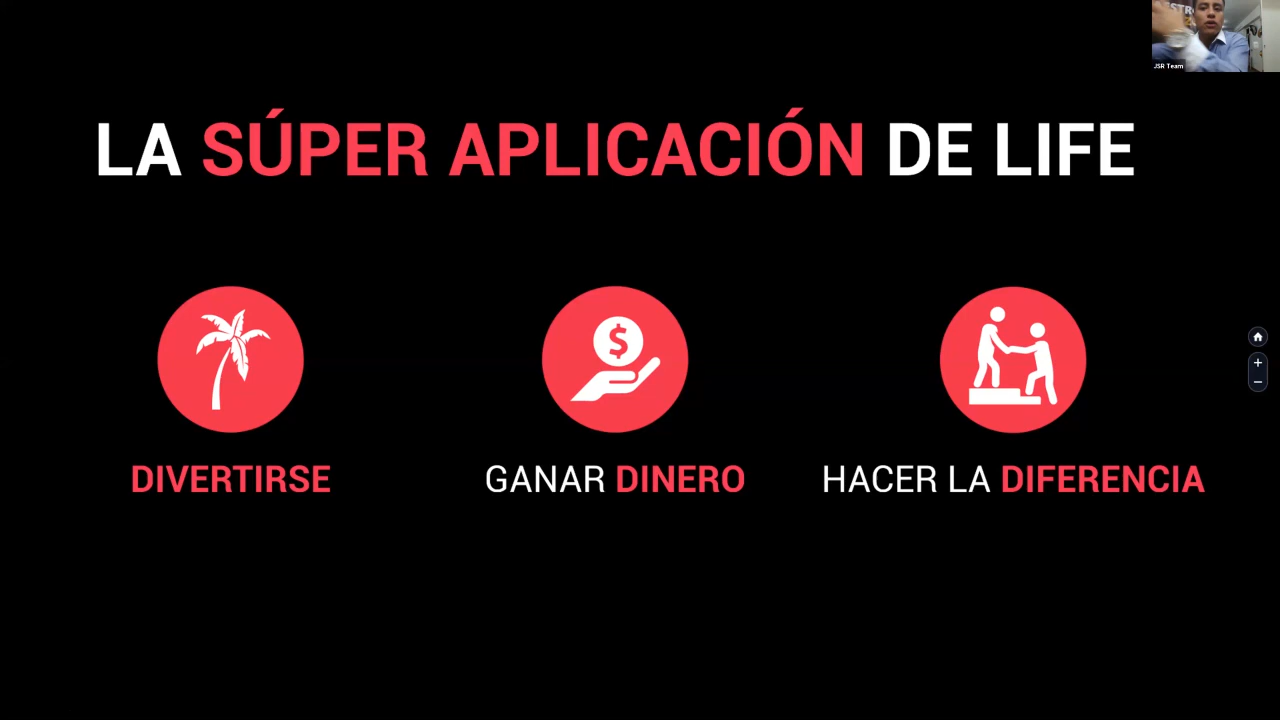 JSR Team
LA SÚPER APLICACIÓN DE LIFE
$
DIVERTIRSE
GANAR DINERO
HACER LA DIFERENCIA